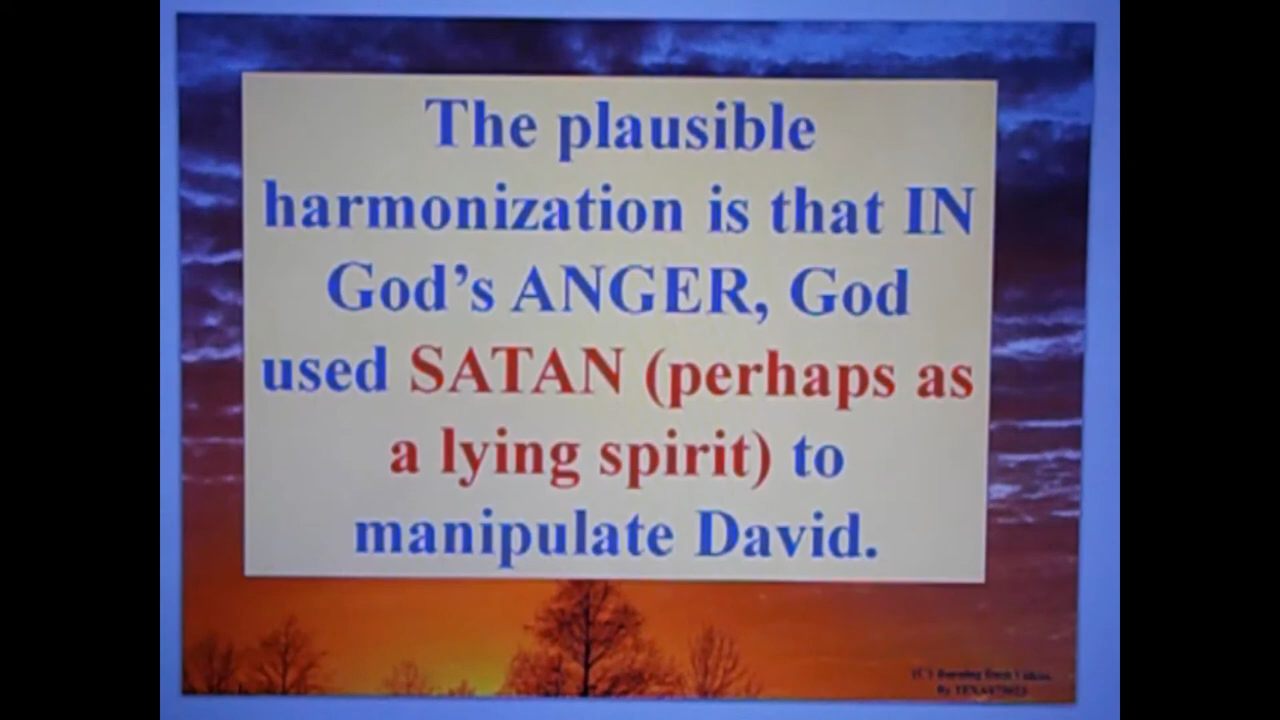 The plausible
harmonization is that IN
God's ANGER, God
used SATAN (perhaps as
a lying spirit) to
manipulate David.